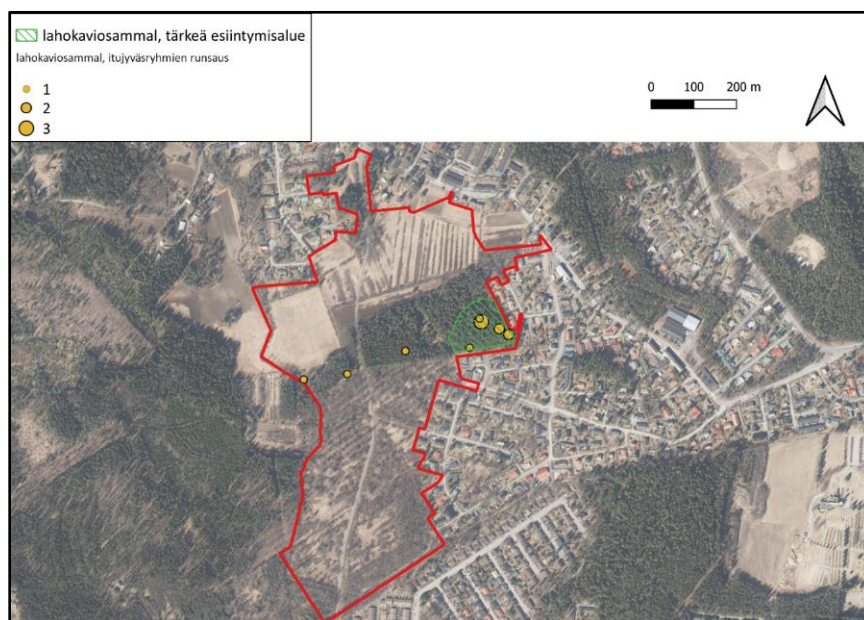 lahokaviosammal, tärkeä esiintymisalue
lahokaviosammal, itujyväsryhmien runsaus
1
2
3
0 100 200 m